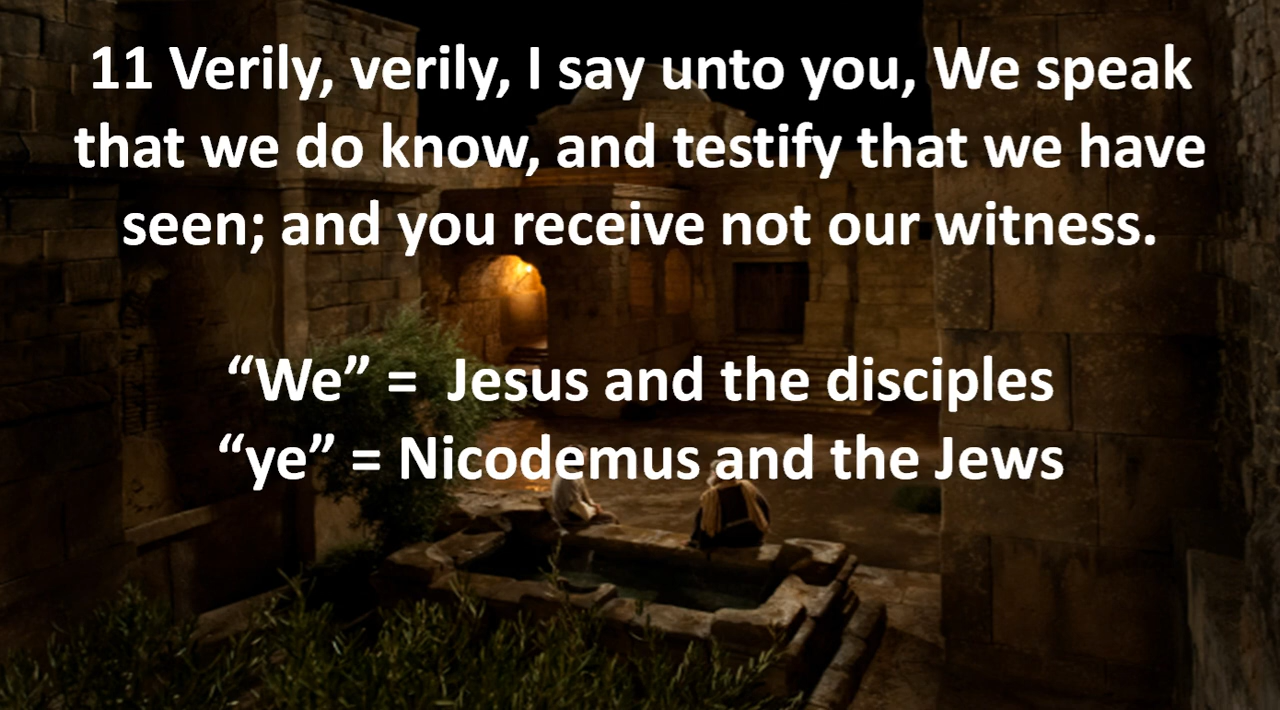 11 Verily, verily, I say unto you, We speak
that we do know, and testify that we have
seen; and you receive not our witness.
“We” =  Jesus and the disciples
“ye” = Nicodemus and the Jews